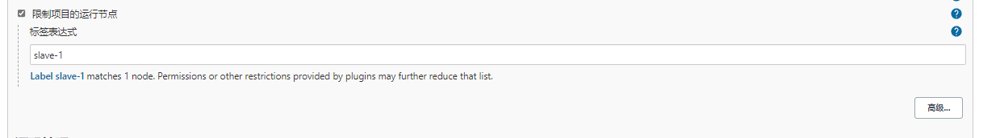 限制项目的运行节点
标签表达式
slave-1
Label slave-1 matches 1 node. Permissions or other restrictions provided by plugins may further reduce that list.
高级...